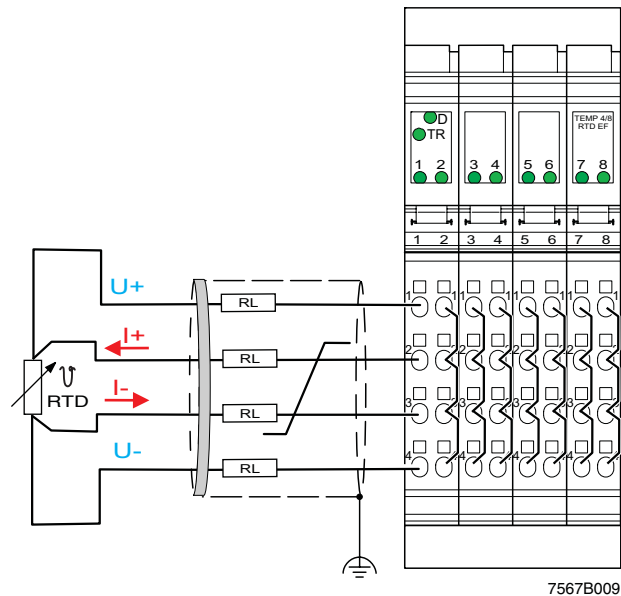 D
TR
TEMP 4/8
RTD EF
1 2 3 4 5 6 7 8
1 2 3 4 5 6 7 8
U+
RL
1 1 1 1 1 1 1 1
I+
RL
2 2 2 2 2 2 2 2
ϑ
RTD
I-
RL
3 3 3 3 3 3 3 3
U-
RL
4 4 4 4 4 4 4 4
7567B009